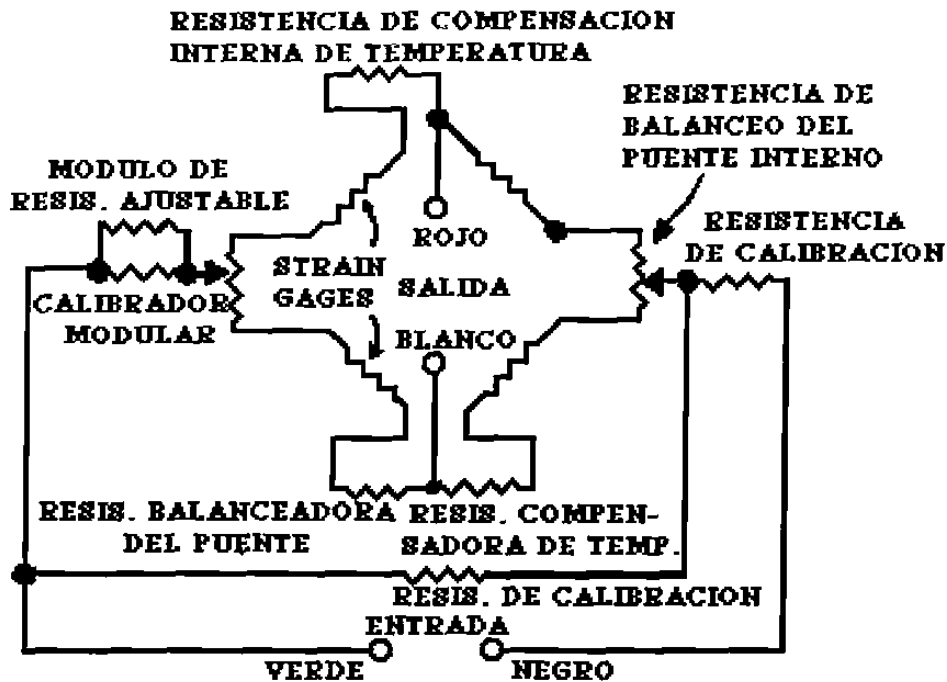 RESISTENCIA DE COMPENSACION
INTERNA DE TEMPERATURA
RESISTENCIA DE
BALANCEO DEL
PUENTE INTERNO
MODULO DE
RESIS. AJUSTABLE
ROJO
RESISTENCIA
DE CALIBRACION
STRAIN
GAGES
SALIDA
CALIBRADOR
MODULAR
BLANCO
RESIS. BALANCEADORA
DEL PUENTE
RESIS. COMPEN-
SADORA DE TEMP.
RESIS. DE CALIBRACION
ENTRADA
VERDE
NEGRO